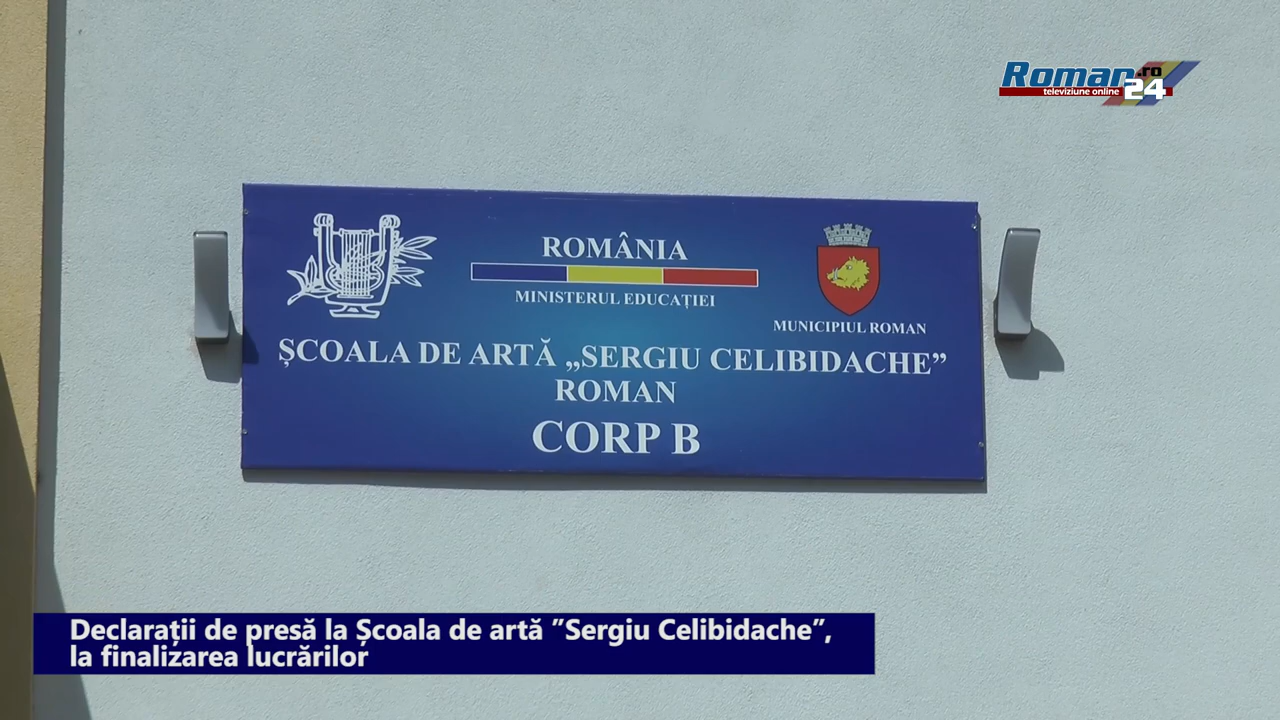 Roman.ro
televiziune online 24
ROMÂNIA
MINISTERUL EDUCAȚIEI
MUNICIPIUL ROMAN
ȘCOALA DE ARTĂ „SERGIU CELIBIDACHE”
ROMAN
CORP B
Declarații de presă la Școala de artă ”Sergiu Celibidache”,
la finalizarea lucrărilor